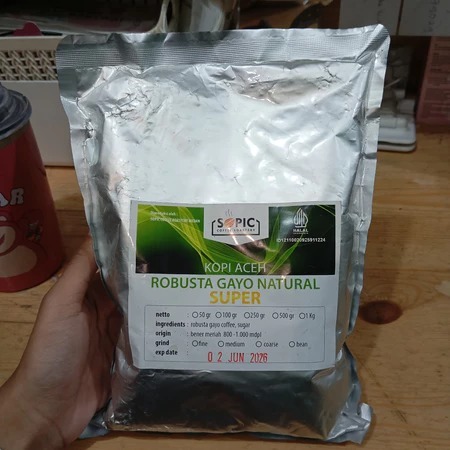 AR
SOPIC
COFFEE ROASTERY
HALAL
KOPI ACEH
ROBUSTA GAYO NATURAL
SUPER
netto : 50 gr 100 gr 250 gr 500 gr 1 Kg
ingredients : robusta gayo coffee, sugar
origin : bener meriah 800 - 1.000 mdpl
grind : fine medium coarse bean
exp date : 02 JUN 2026